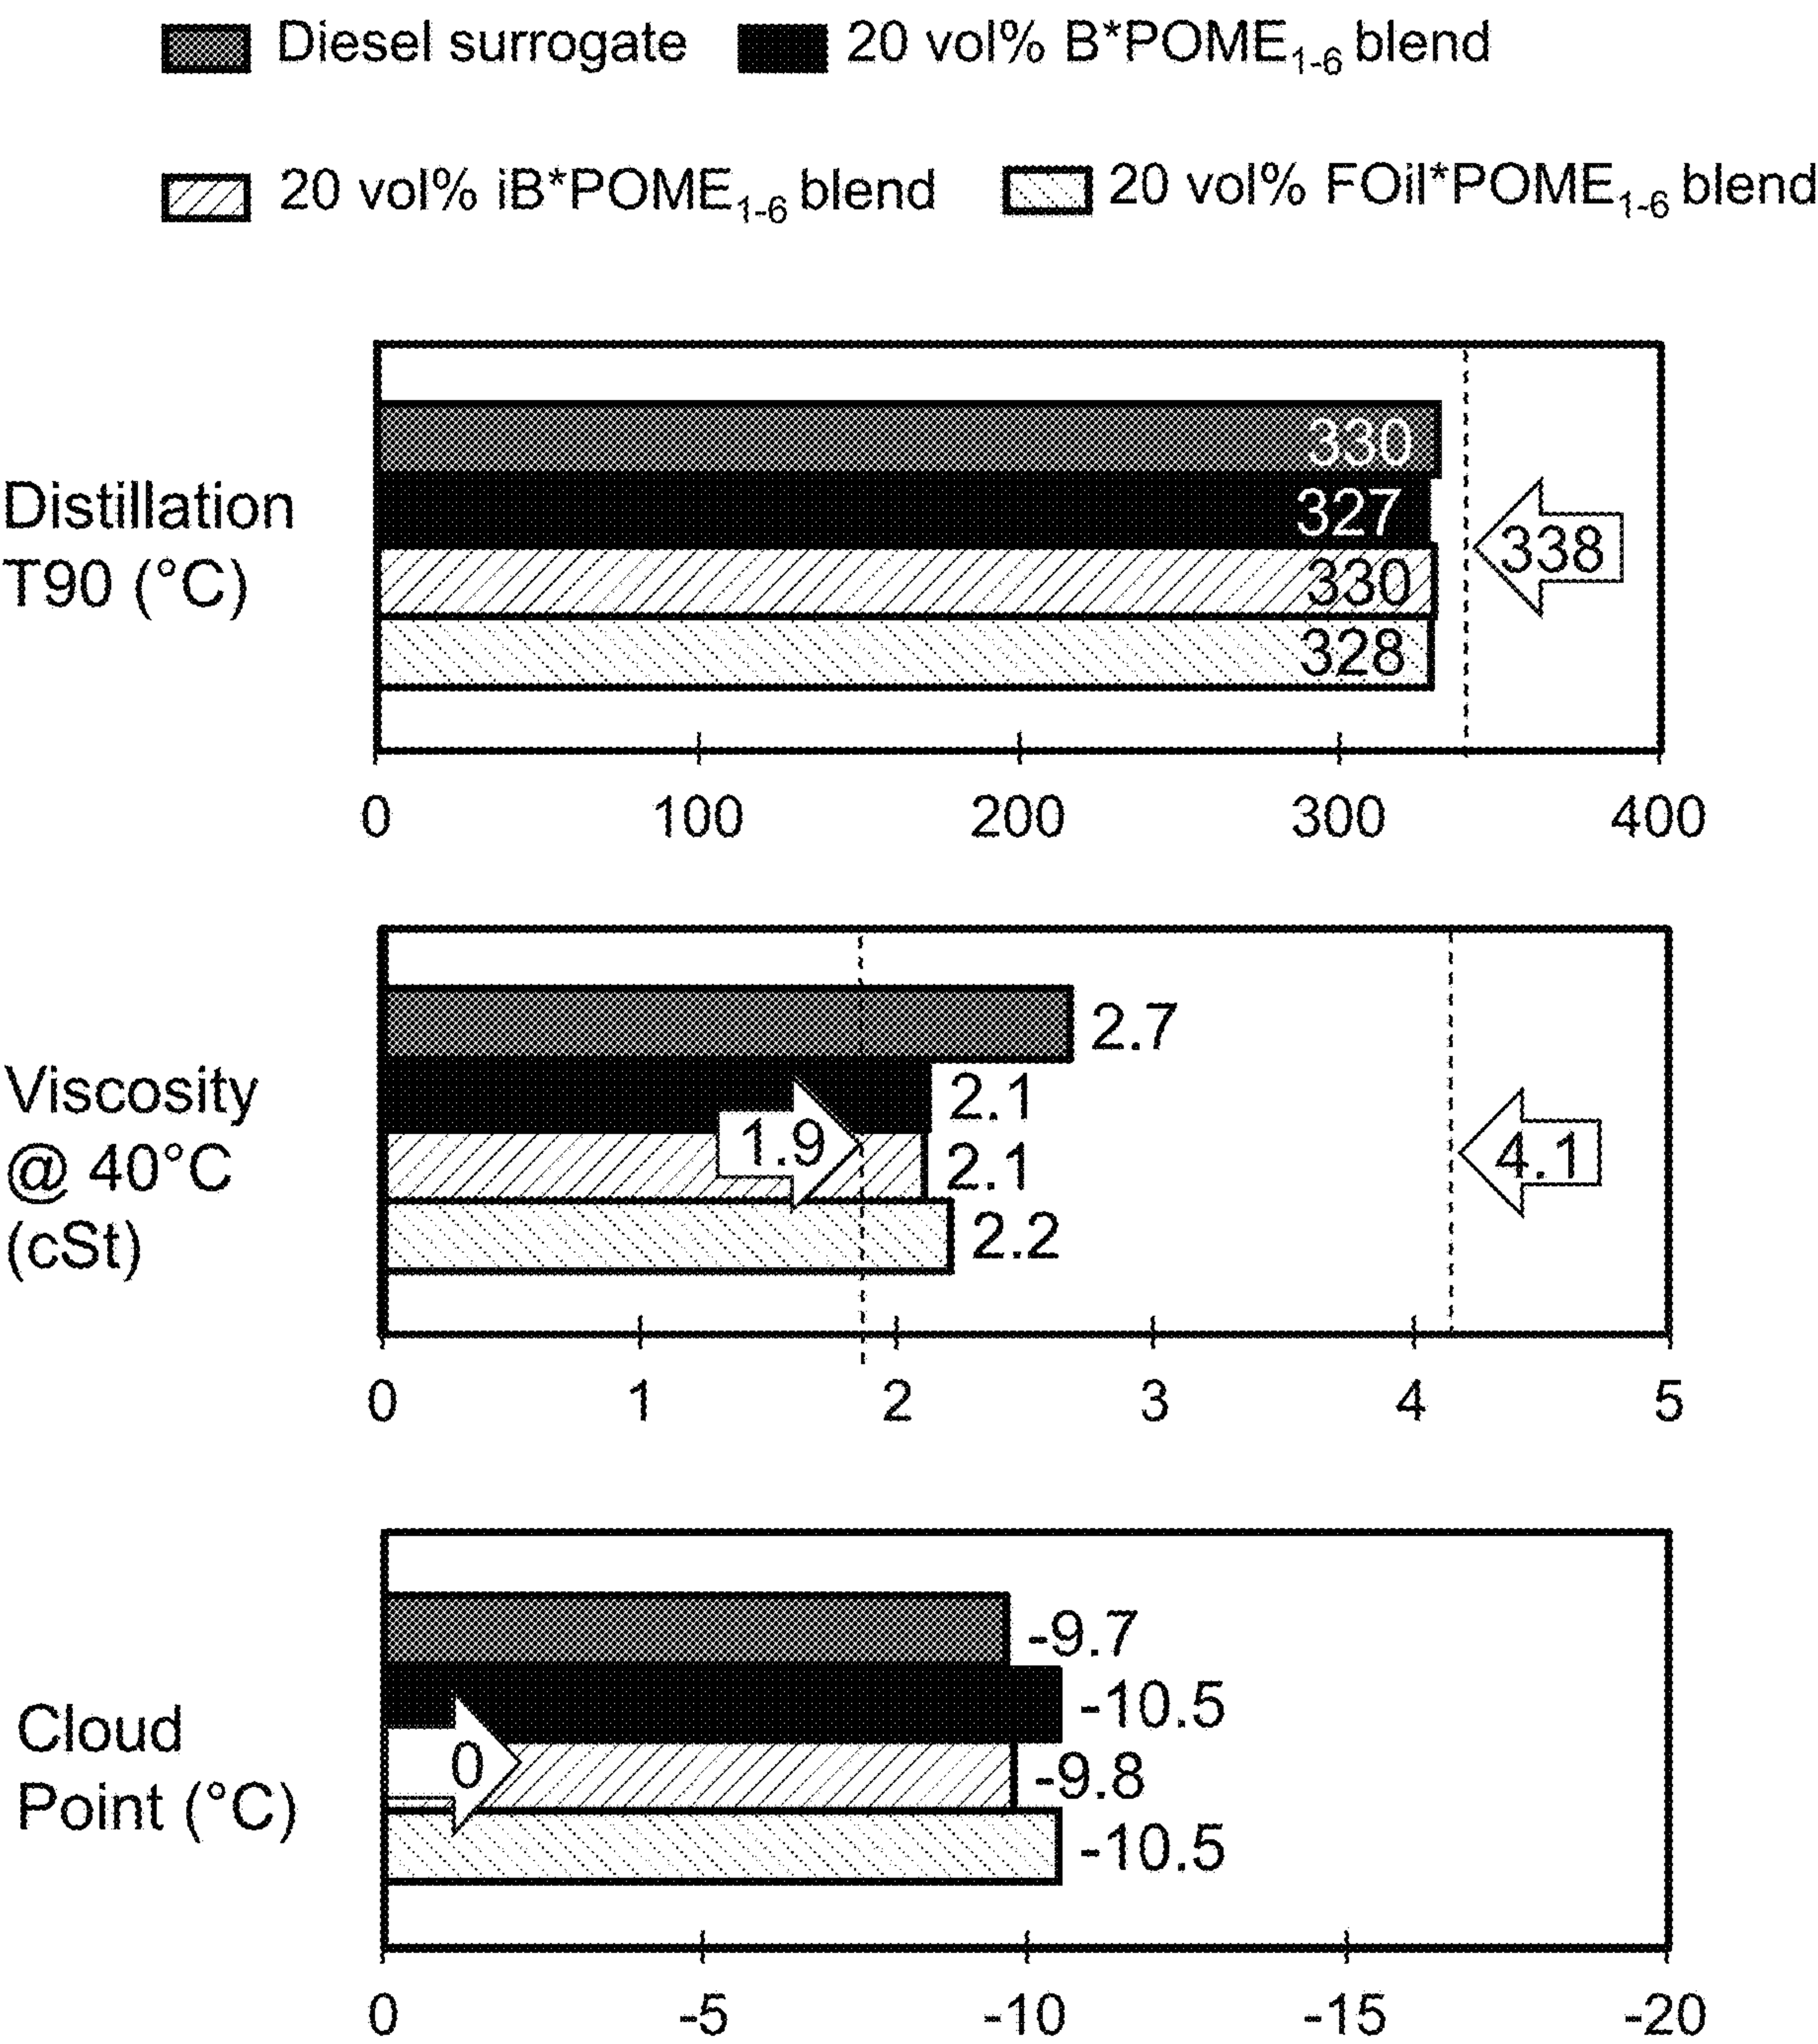 Diesel surrogate 20 vol% B*POME1-6 blend
20 vol% iB*POME1-6 blend 20 vol% FOil*POME1-6 blend
Distillation
T90 (°C)
330
327
330
328
338
0 100 200 300 400
Viscosity
@ 40°C
(cSt)
2.7
2.1
2.1
2.2
1.9
4.1
0 1 2 3 4 5
Cloud
Point (°C)
-9.7
-10.5
-9.8
-10.5
0
0 -5 -10 -15 -20